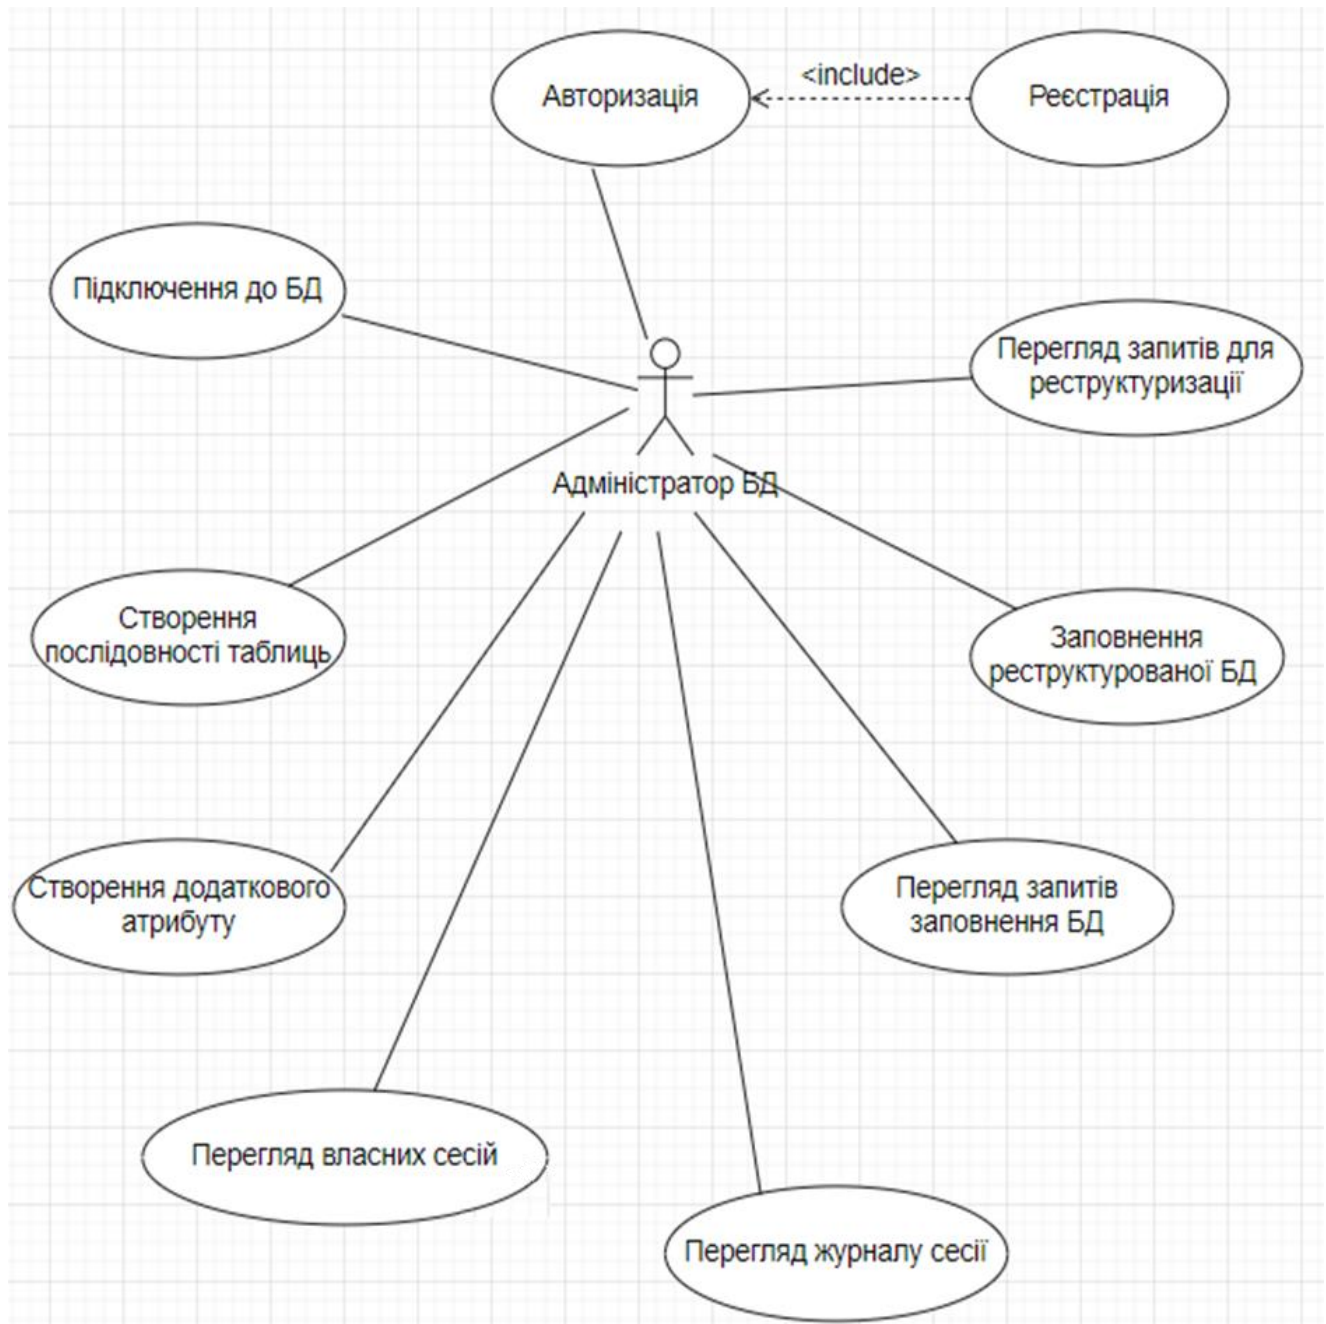 <include>
Авторизація
Реєстрація
Підключення до БД
Перегляд запитів для
реструктуризації
Адміністратор БД
Створення
послідовності таблиць
Заповнення
реструктурованої БД
Створення додаткового
атрибуту
Перегляд запитів
заповнення БД
Перегляд власних сесій
Перегляд журналу сесії